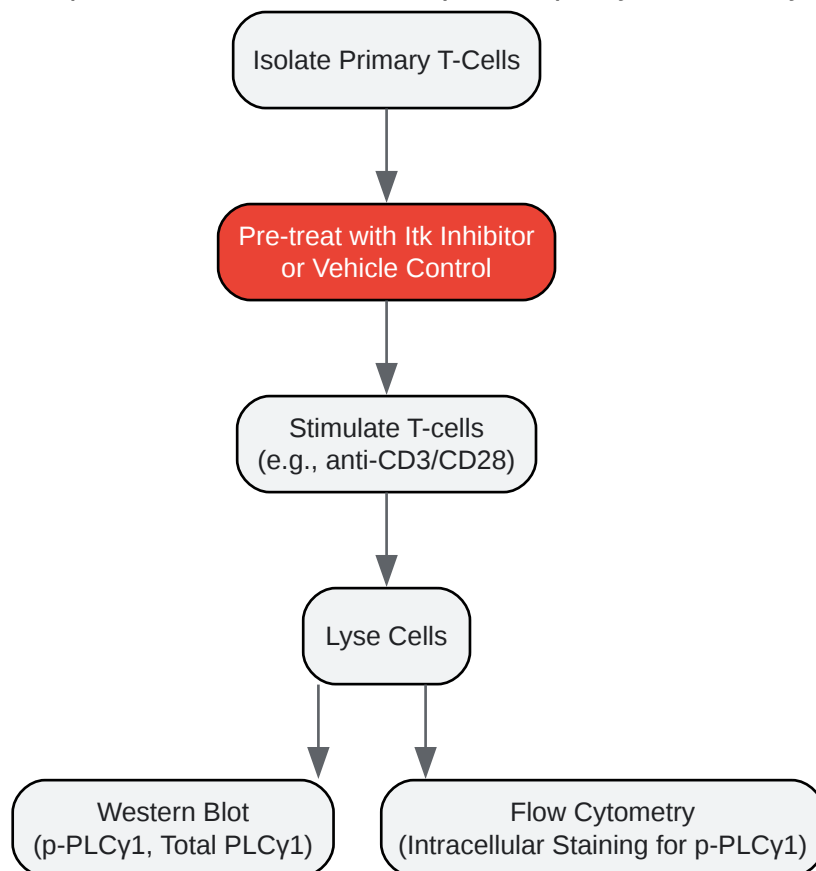 Isolate Primary T-Cells
Pre-treat with Itk Inhibitor
or Vehicle Control
Stimulate T-cells
(e.g., anti-CD3/CD28)
Lyse Cells
Western Blot
(p-PLCγ1, Total PLCγ1)
Flow Cytometry
(Intracellular Staining for p-PLCγ1)